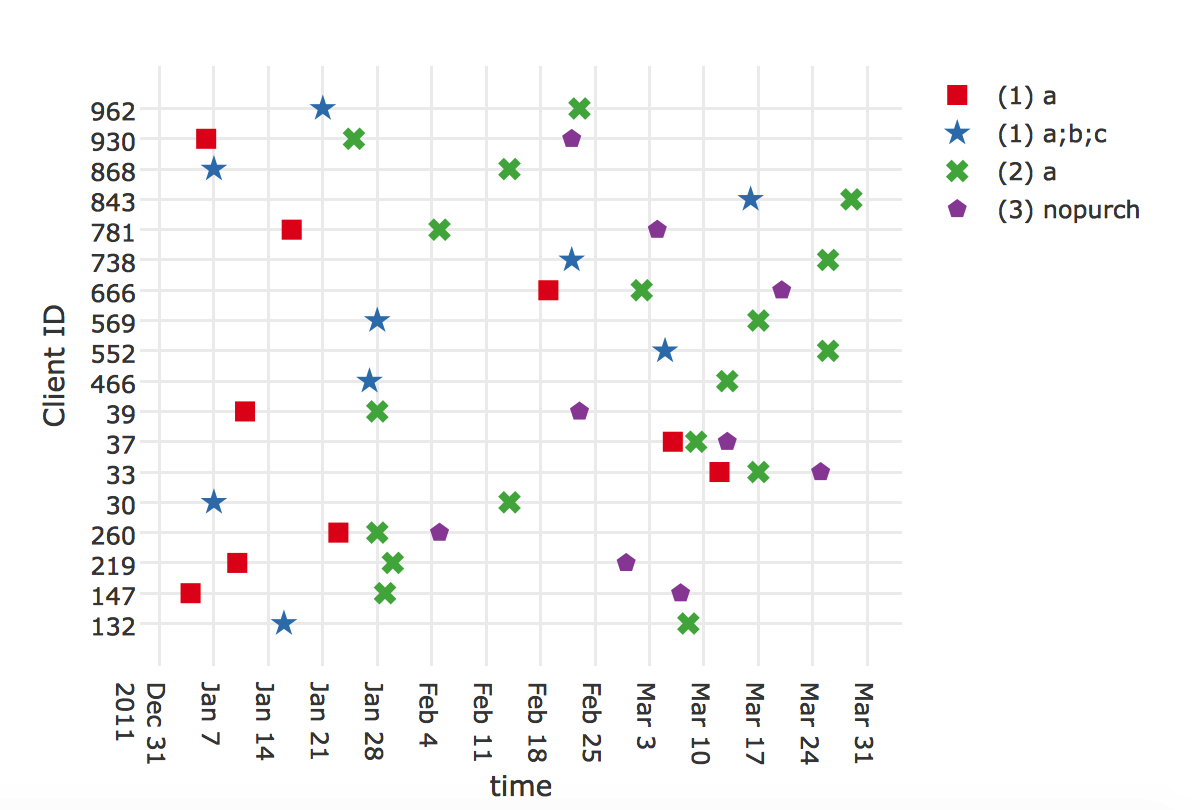 962
930
868
843
781
738
666
569
552
466
39
37
33
30
260
219
147
132
Client ID
Dec 31
2011
Jan 7
Jan 14
Jan 21
Jan 28
Feb 4
Feb 11
Feb 18
Feb 25
Mar 3
Mar 10
Mar 17
Mar 24
Mar 31
time
(1) a
(1) a;b;c
(2) a
(3) nopurch